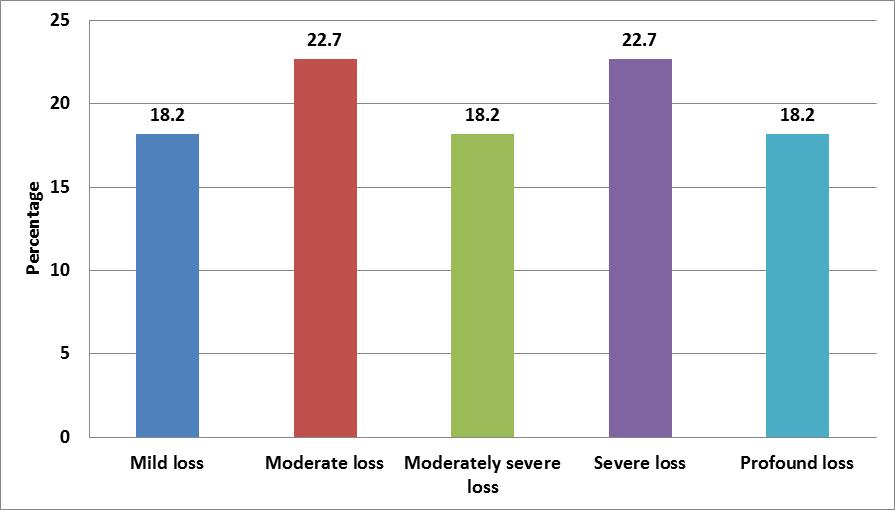 25
22.7
22.7
20
18.2
18.2
18.2
15
Percentage
10
5
0
Mild loss
Moderate loss
Moderately severe
loss
Severe loss
Profound loss